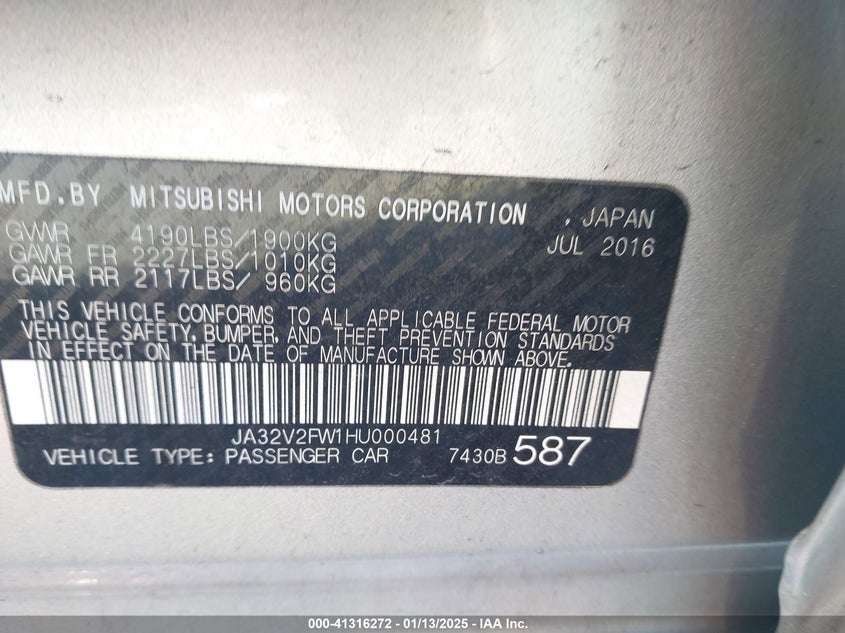 MFD.BY MITSUBISHI MOTORS CORPORATION , JAPAN
GVWR 4190LBS/1900KG JUL 2016
GAWR FR 2227LBS/1010KG
GAWR RR 2117LBS/ 960KG
THIS VEHICLE CONFORMS TO ALL APPLICABLE FEDERAL MOTOR
VEHICLE SAFETY, BUMPER, AND THEFT PREVENTION STANDARDS
IN EFFECT ON THE DATE OF MANUFACTURE SHOWN ABOVE.
JA32V2FW1HU000481
VEHICLE TYPE: PASSENGER CAR 7430B 587
000-41316272 - 01/13/2025 - IAA Inc.